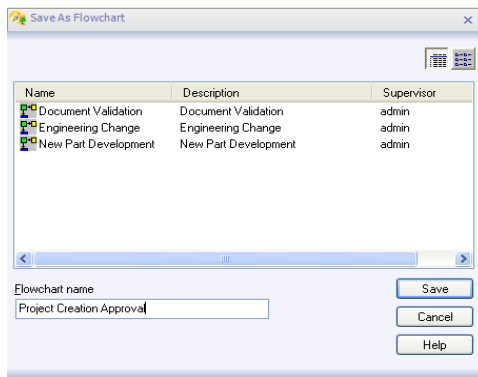 Save As Flowchart
Name Description Supervisor
Document Validation Document Validation admin
Engineering Change Engineering Change admin
New Part Development New Part Development admin
Flowchart name
Project Creation Approval
Save
Cancel
Help